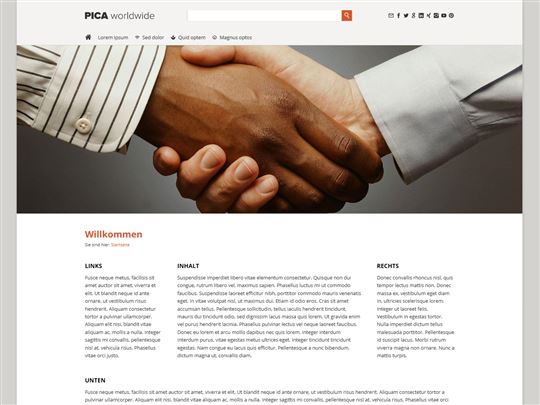 PICA worldwide
Lorem Ipsum Sed dolor Quid optem Magnus optos
Willkommen
Sie sind hier: Startseite
LINKS
Fusce neque metus, facilisis sit
amet auctor sit amet, viverra et
elit. Ut blandit neque id ante
ornare, ut vestibulum risus
hendrerit. Aliquam consectetur
tortor a pulvinar ullamcorper.
Aliquam elit nisi, blandit vitae
aliquam ac, mollis a nulla. Integer
sagittis mi convallis, pellentesque
nisl at, vehicula risus. Phasellus
vitae orci justo.
INHALT
Suspendisse imperdiet libero vitae elementum consectetur. Quisque non dui
congue, rutrum libero vel, maximus sapien. Phasellus luctus mi ut commodo
faucibus. Suspendisse laoreet efficitur nibh, porttitor commodo mauris venenatis
eget. In vitae volutpat nisl, ut maximus dui. Etiam id odio eros. Cras sit amet
accumsan tellus. Pellentesque sollicitudin, tellus iaculis hendrerit tincidunt,
mauris dui tincidunt odio, sed dignissim lacus massa quis lorem. Ut gravida enim
vel purus hendrerit lacinia. Phasellus pulvinar lectus vel neque laoreet faucibus.
Donec eu lorem et arcu mollis dapibus nec quis lorem. Integer interdum
interdum purus, vitae egestas metus ultrices eget. Integer tincidunt tincidunt
egestas. Nam congue eu lacus quis efficitur. Pellentesque a nunc bibendum,
dictum magna ut, convallis diam.
RECHTS
Donec convallis rhoncus nisl, quis
tempor lectus mattis non. Donec
massa ex, vestibulum eget diam
in, ultrices scelerisque lorem.
Integer ut laoreet felis.
Vestibulum in egestas tortor.
Nulla imperdiet dictum tellus
malesuada porttitor. Pellentesque
id suscipit lacus. Morbi rutrum
viverra magna non ornare. Nunc a
mattis turpis.
UNTEN
Fusce neque metus, facilisis sit amet auctor sit amet, viverra et elit. Ut blandit neque id ante ornare, ut vestibulum risus hendrerit. Aliquam consectetur tortor a
pulvinar ullamcorper. Aliquam elit nisi, blandit vitae aliquam ac, mollis a nulla. Integer sagittis mi convallis, pellentesque nisl at, vehicula risus. Phasellus